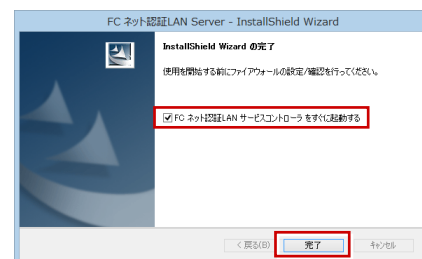 FC ネット認証LAN Server - InstallShield Wizard
InstallShield Wizard の完了
使用を開始する前にファイアウォールの設定/確認を行ってください。
FC ネット認証LAN サービスコントローラ をすぐに起動する
< 戻る(B)
完了
キャンセル